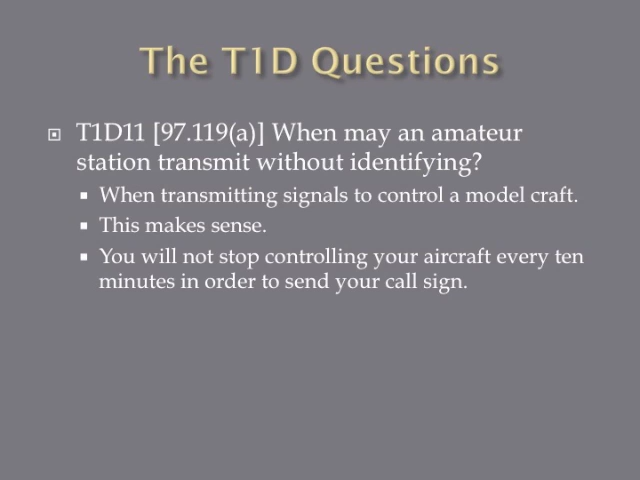 The T1D Questions
T1D11 [97.119(a)] When may an amateur
station transmit without identifying?
When transmitting signals to control a model craft.
This makes sense.
You will not stop controlling your aircraft every ten
minutes in order to send your call sign.